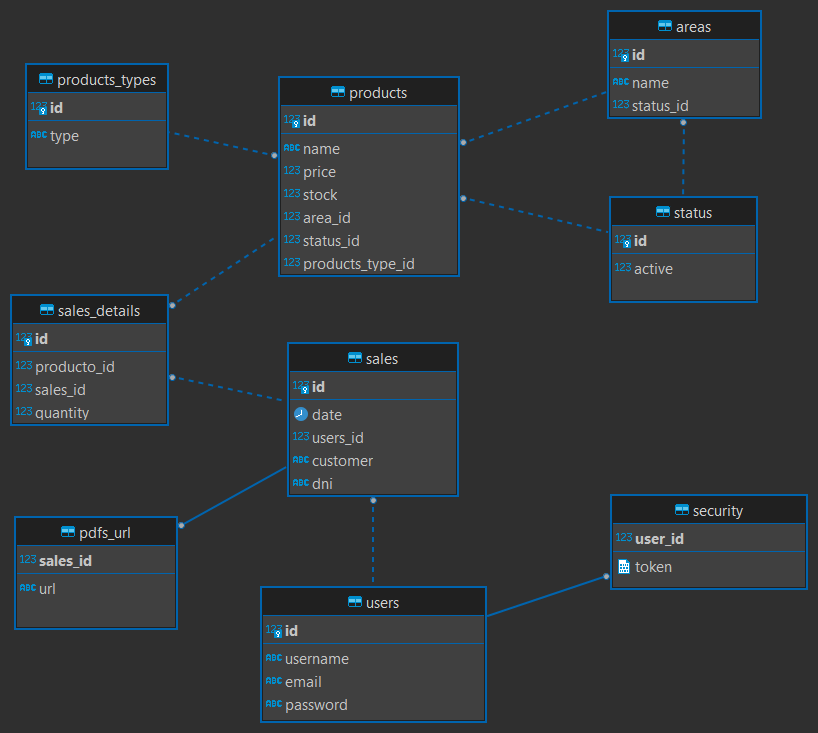 products_types
123 id
ABC type
products
123 id
ABC name
123 price
123 stock
123 area_id
123 status_id
123 products_type_id
areas
123 id
ABC name
123 status_id
status
123 id
123 active
sales_details
123 id
123 producto_id
123 sales_id
123 quantity
sales
123 id
date
123 users_id
ABC customer
ABC dni
pdfs_url
123 sales_id
ABC url
users
123 id
ABC username
ABC email
ABC password
security
123 user_id
token